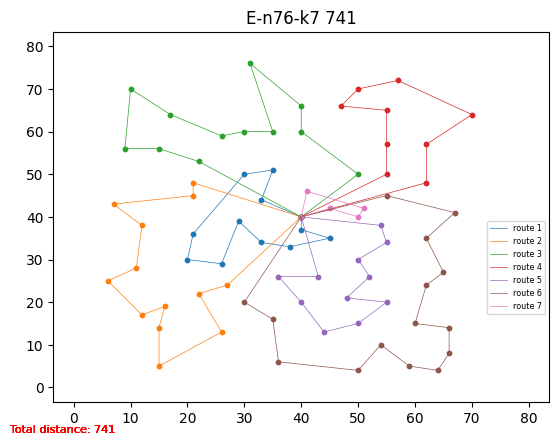 E-n76-k7 741
80
70
60
50
40
30
20
10
0
route 1
route 2
route 3
route 4
route 5
route 6
route 7
0 10 20 30 40 50 60 70 80
Total distance: 741